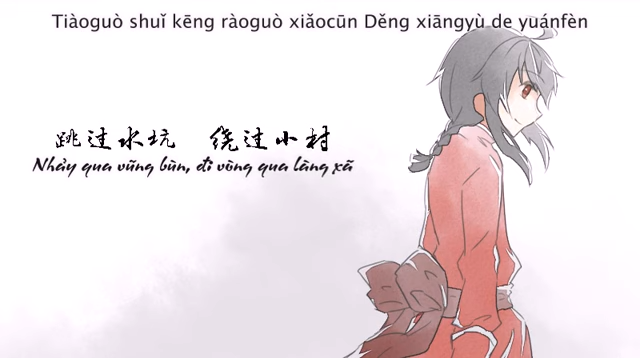 Tiàoguò shuǐ kēng ràoguò xiǎocūn Děng xiāngyù de yuánfèn
跳过水坑 绕过小村
Nhảy qua vũng bùn, đi vòng qua làng xã